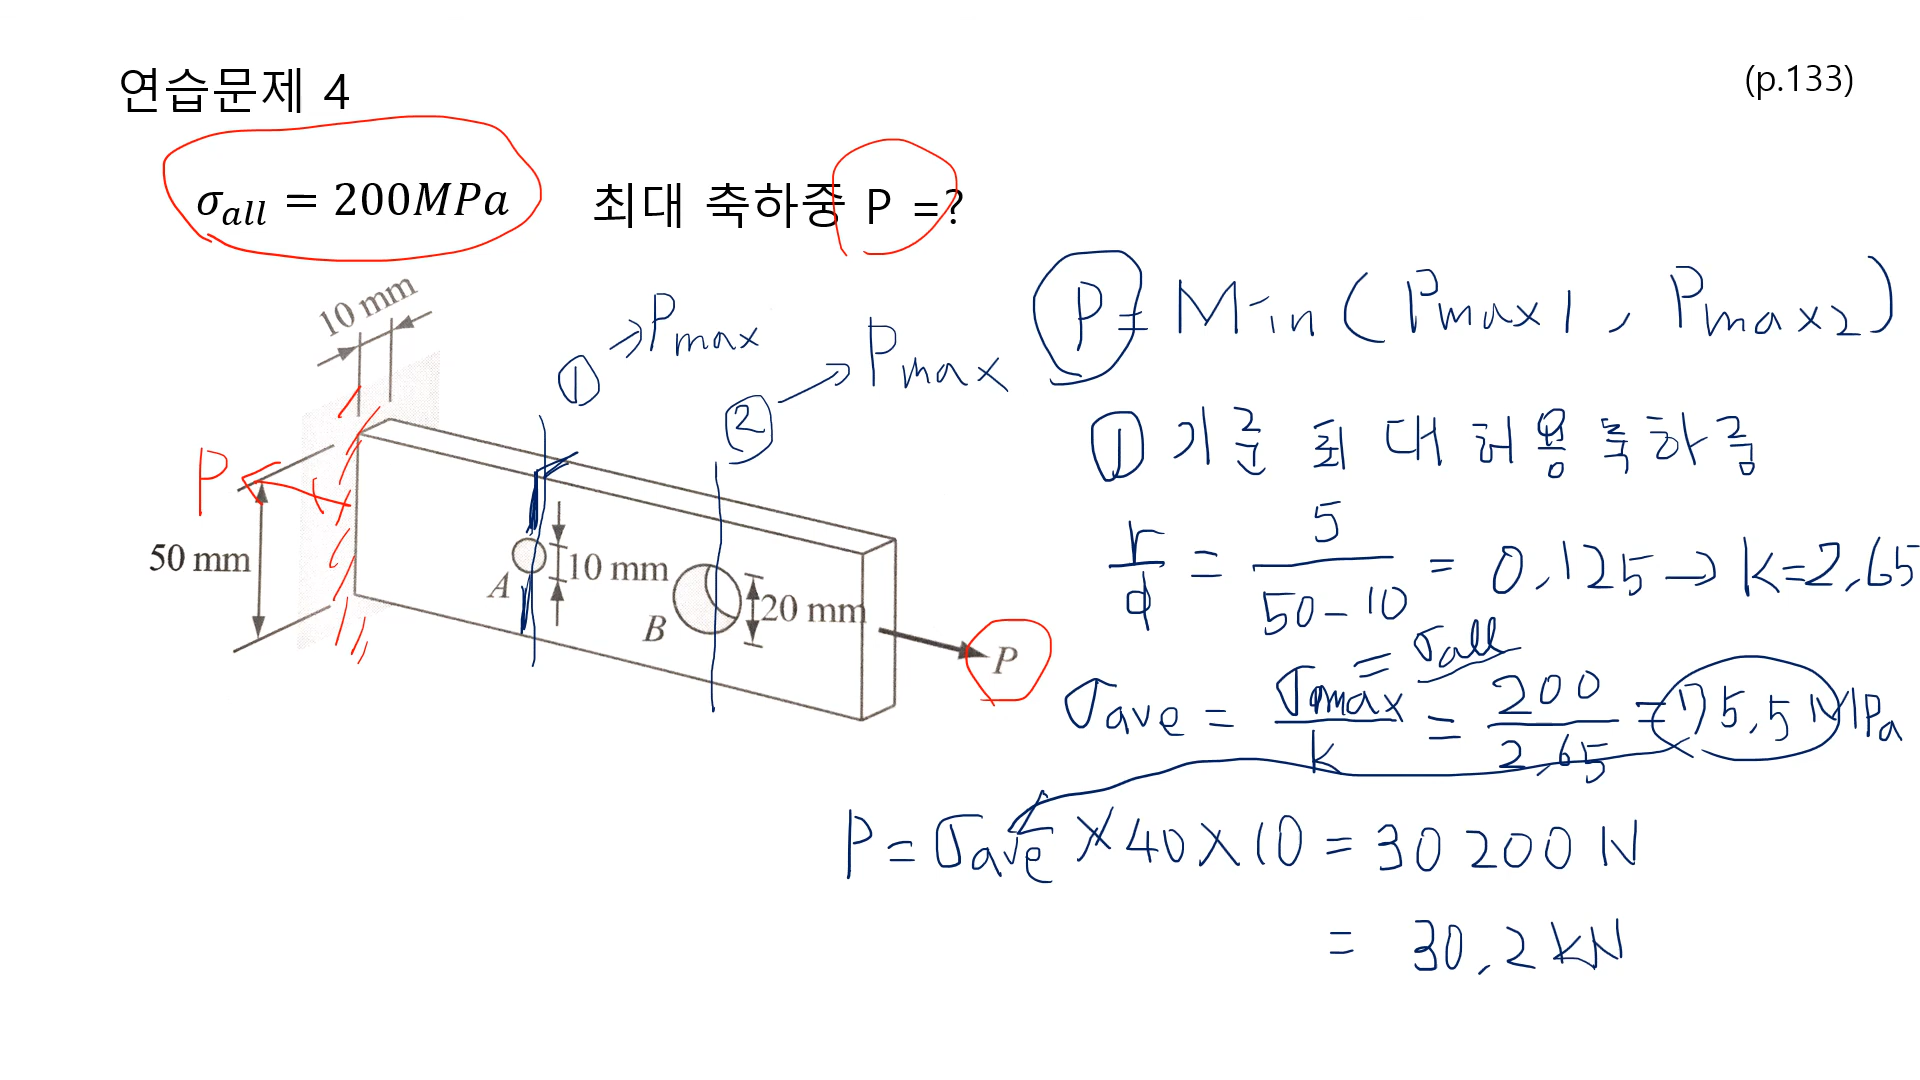 연습문제 4
(p.133)
σall = 200MPa 최대 축하중 P =?
10 mm
① → Pmax
② → Pmax
P = Min ( Pmax1 , Pmax2 )
① 기준 최대 허용축하중
P
50 mm
A
10 mm
B
20 mm
P
r/d = 5/(50-10) = 0.125 → K=2.65
σave = σmax/k = 200/2.65 = 75.5 MPa
= σall
P = σave × 40 × 10 = 30200 N
= 30.2 kN